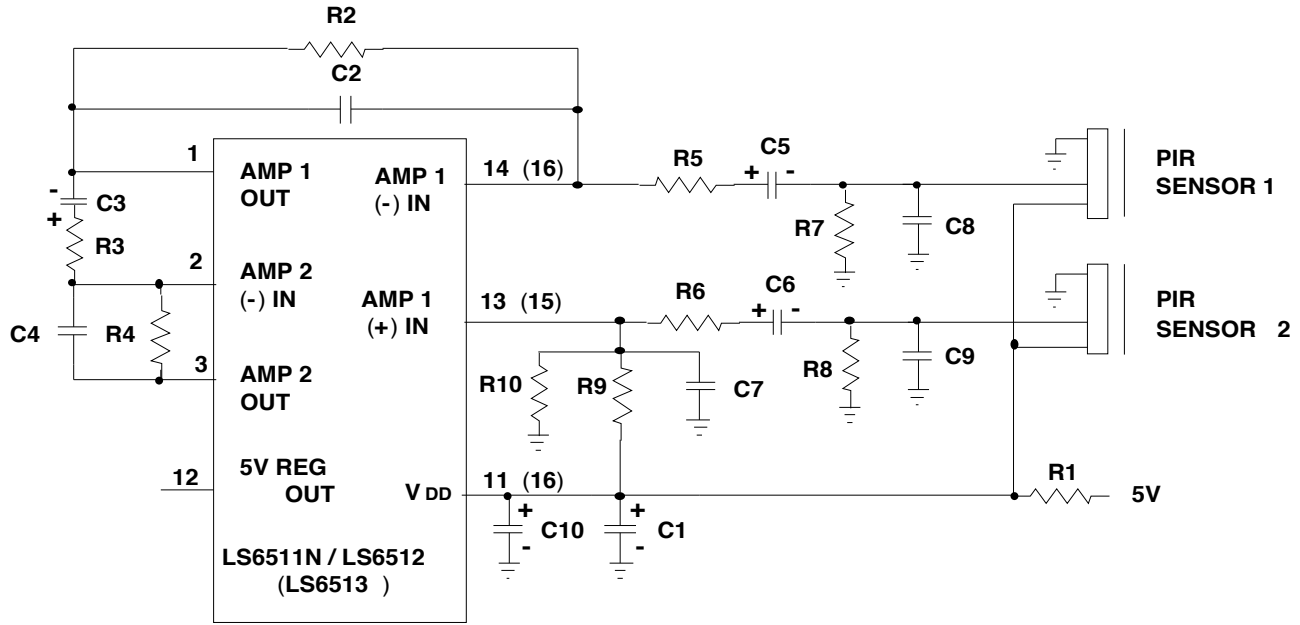 R2
C2
1
AMP 1
OUT
AMP 1
(-) IN
14 (16)
R5
C5
+ -
PIR
SENSOR 1
R7
C8
-
+
C3
R3
2
AMP 2
(-) IN
AMP 1
(+) IN
13 (15)
R6
C6
+ -
PIR
SENSOR 2
R8
C9
C4
R4
3
AMP 2
OUT
R10
R9
C7
12
5V REG
OUT
VDD
11 (16)
R1
5V
+
-
C10
+
-
C1
LS6511N / LS6512
(LS6513 )